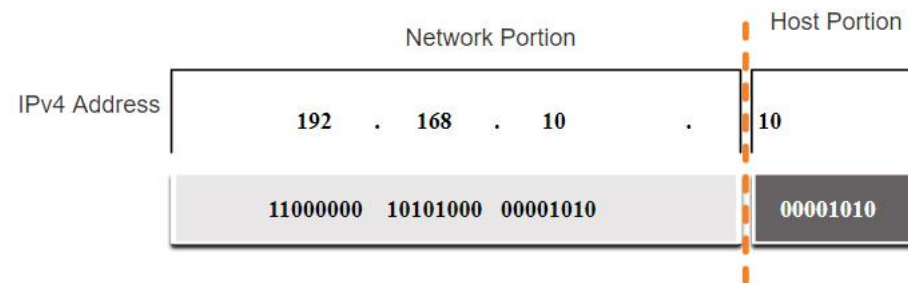 Network Portion
Host Portion
IPv4 Address
192 . 168 . 10 . 10
11000000 10101000 00001010 00001010